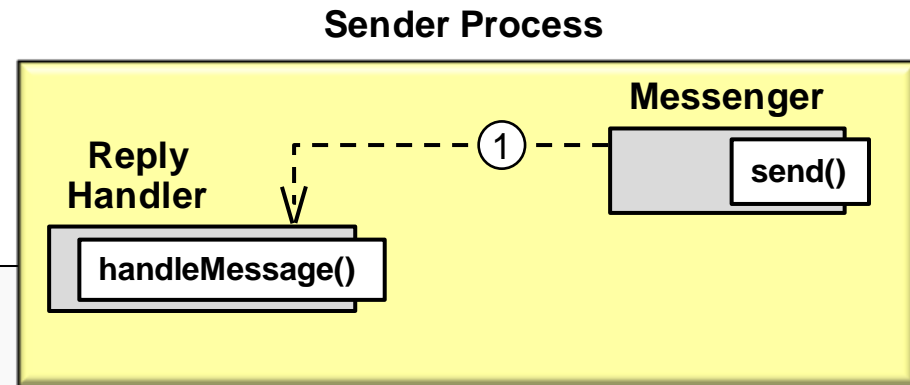 Sender Process
Messenger
1
send()
Reply
Handler
handleMessage()